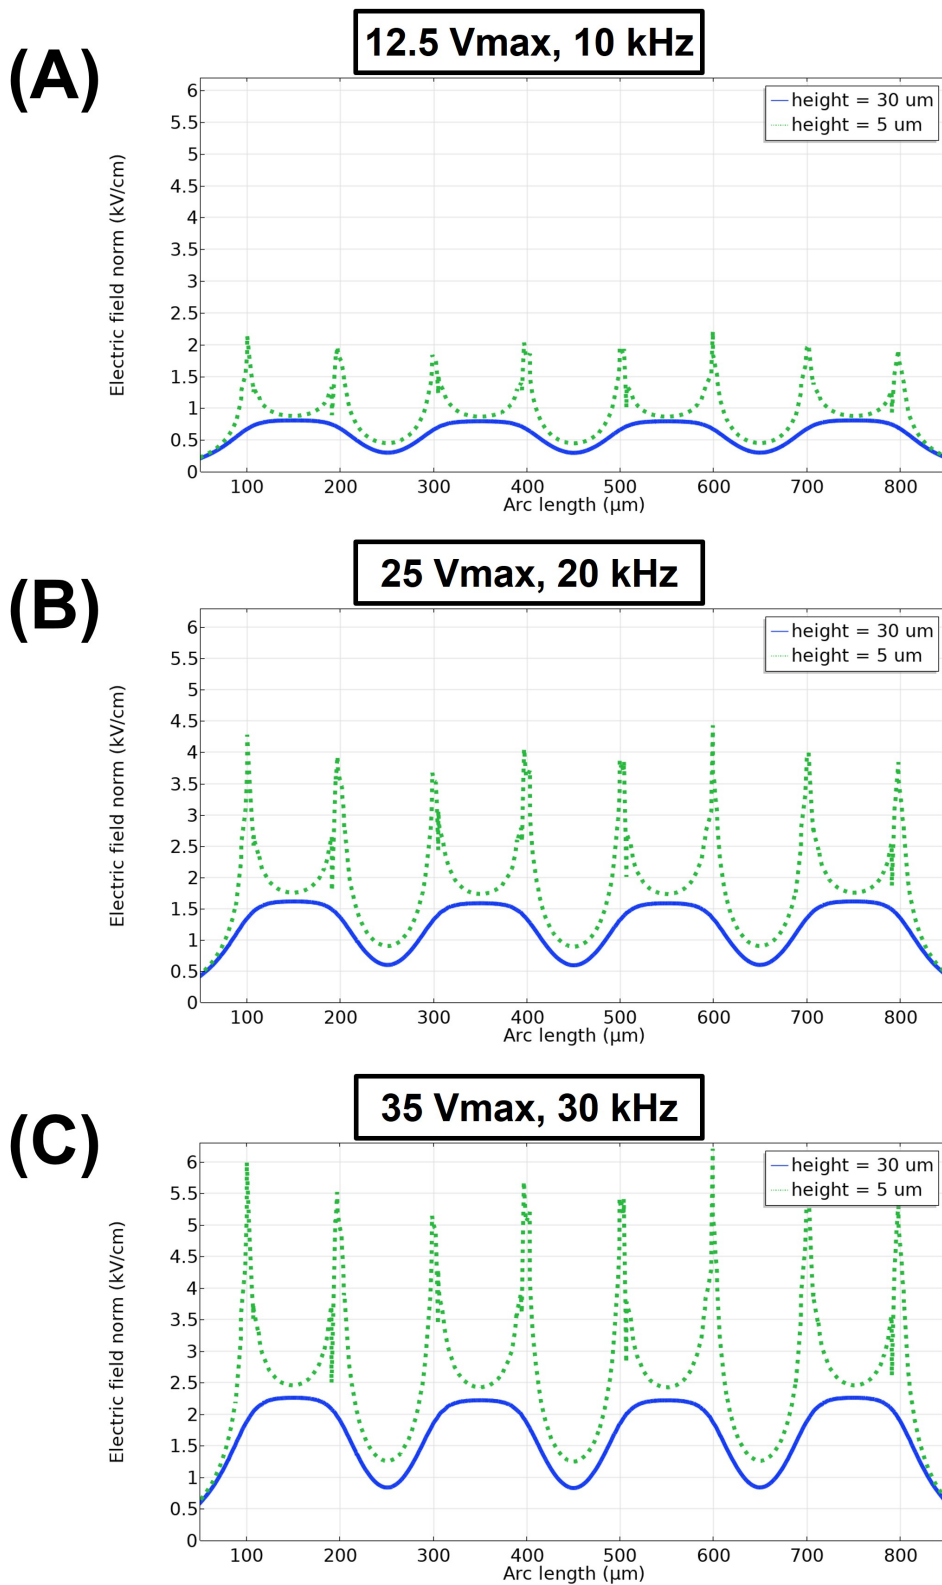 12.5 Vmax, 10 kHz
(A)
Electric field norm (kV/cm)
6
5.5
5
4.5
4
3.5
3
2.5
2
1.5
1
0.5
0
height = 30 um
height = 5 um
100 200 300 400 500 600 700 800
Arc length (µm)
25 Vmax, 20 kHz
(B)
Electric field norm (kV/cm)
6
5.5
5
4.5
4
3.5
3
2.5
2
1.5
1
0.5
0
height = 30 um
height = 5 um
100 200 300 400 500 600 700 800
Arc length (µm)
35 Vmax, 30 kHz
(C)
Electric field norm (kV/cm)
6
5.5
5
4.5
4
3.5
3
2.5
2
1.5
1
0.5
0
height = 30 um
height = 5 um
100 200 300 400 500 600 700 800
Arc length (µm)